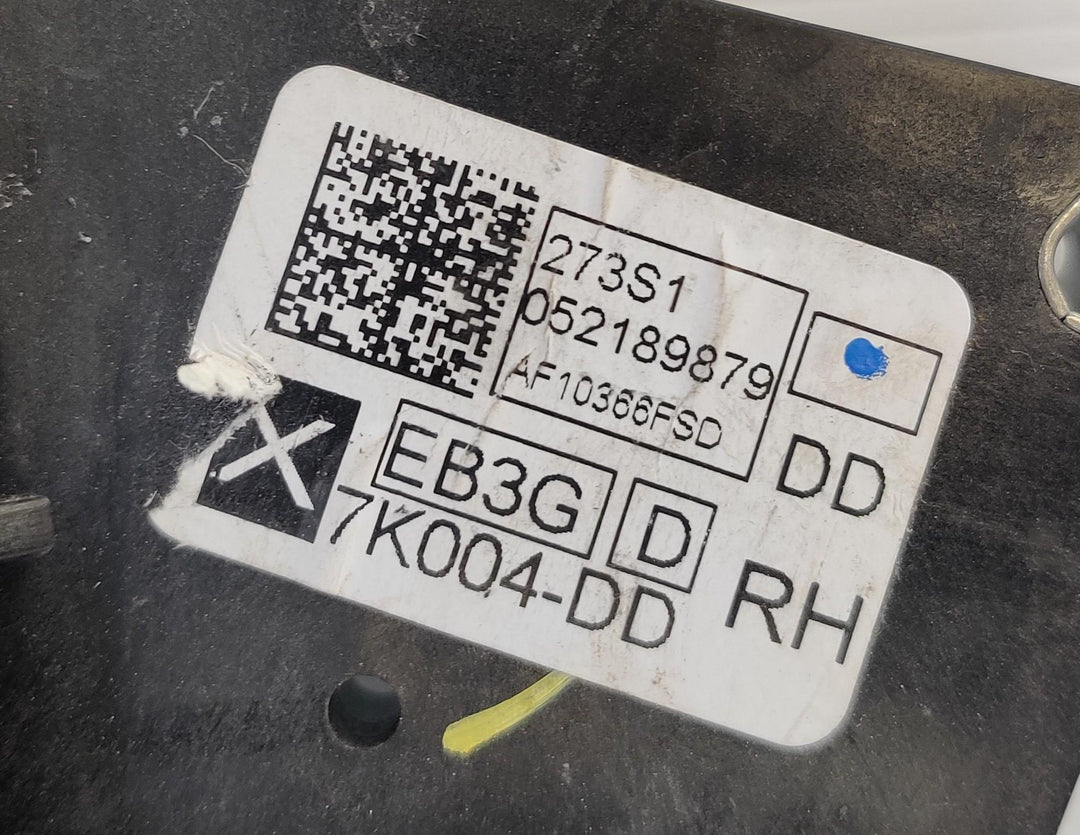 273S1
052189879
AF10366FSD
DD
EB3G D
7K004-DD RH